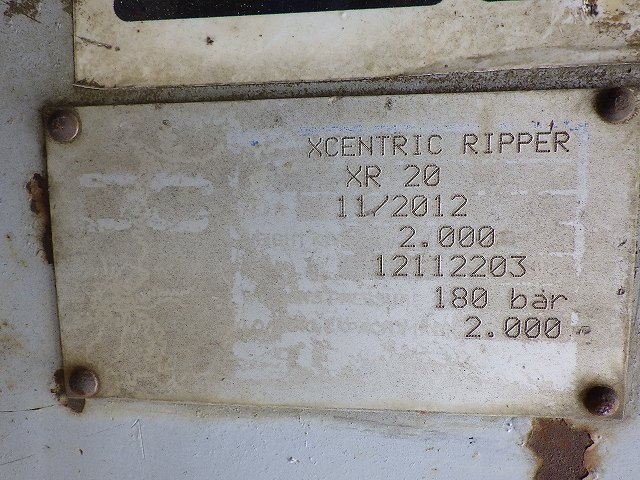 XCENTRIC RIPPER
XR 20
11/2012
2.000
12112203
180 bar
2.000